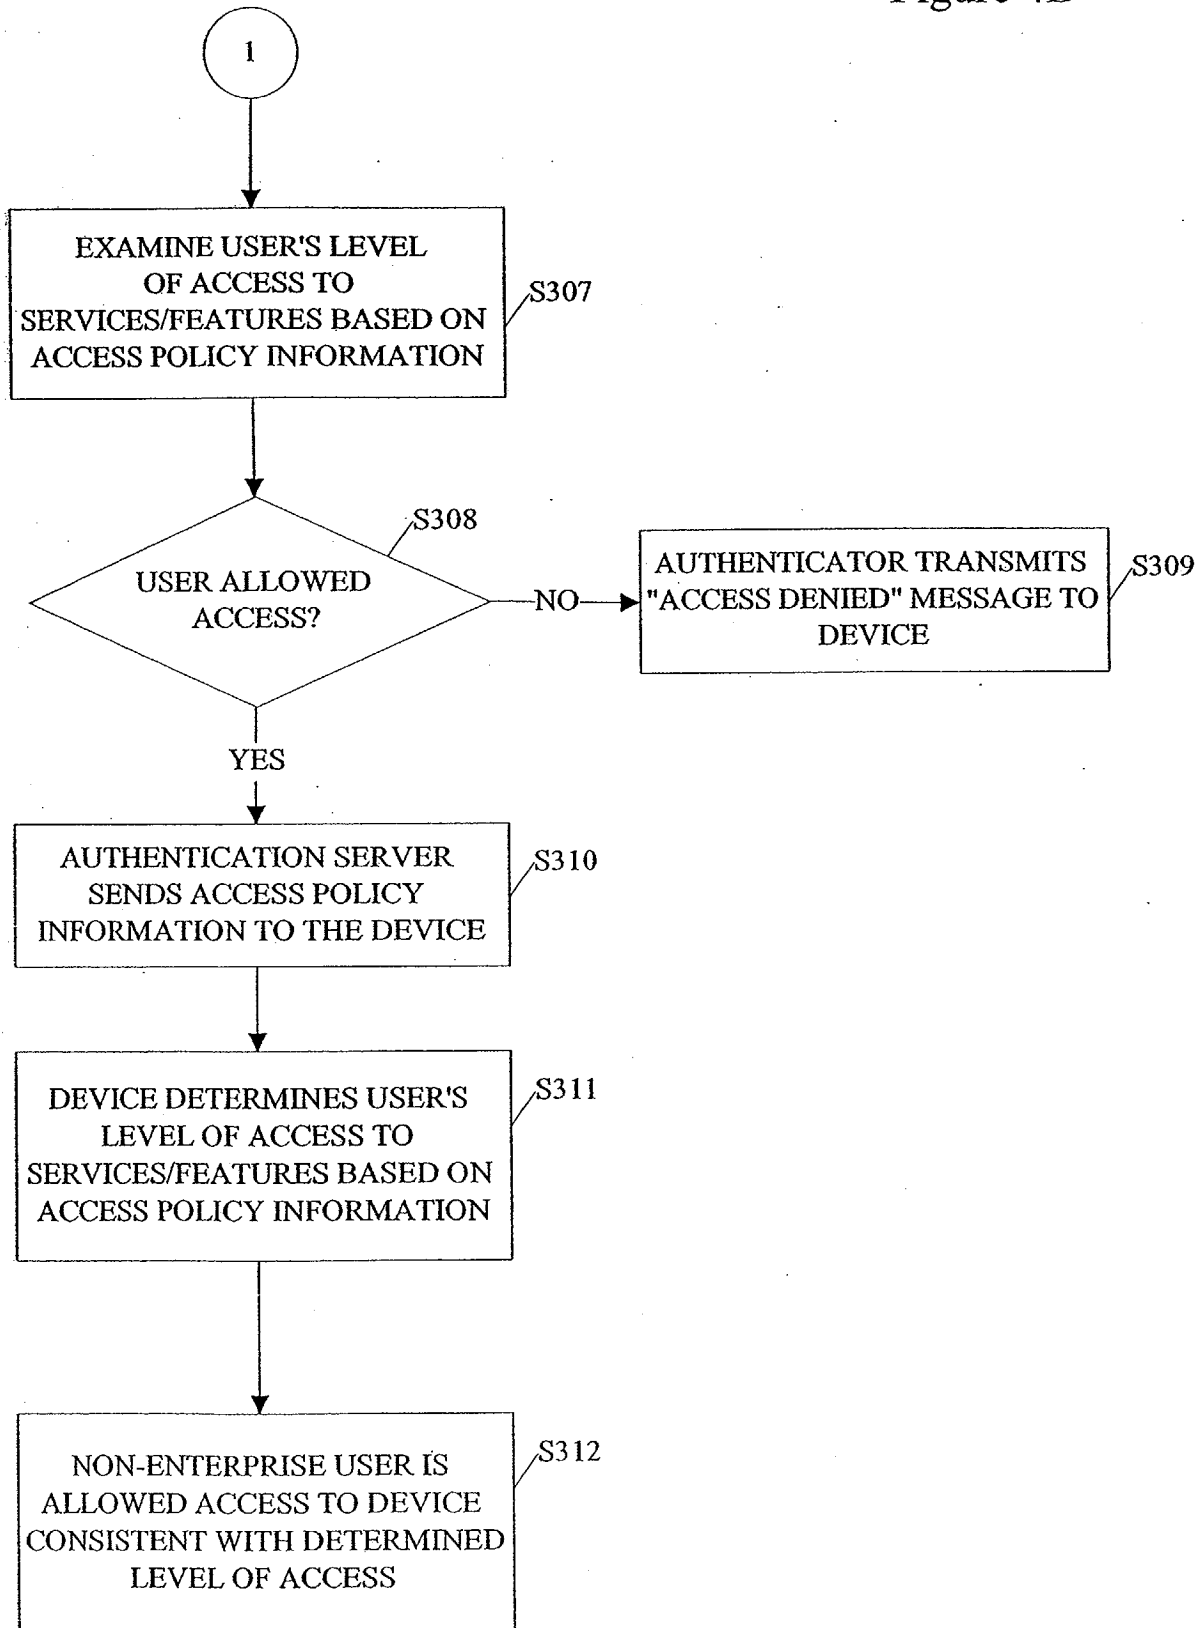 1
EXAMINE USER'S LEVEL
OF ACCESS TO
SERVICES/FEATURES BASED ON
ACCESS POLICY INFORMATION
S307
USER ALLOWED
ACCESS?
S308
NO
AUTHENTICATOR TRANSMITS
"ACCESS DENIED" MESSAGE TO
DEVICE
S309
YES
AUTHENTICATION SERVER
SENDS ACCESS POLICY
INFORMATION TO THE DEVICE
S310
DEVICE DETERMINES USER'S
LEVEL OF ACCESS TO
SERVICES/FEATURES BASED ON
ACCESS POLICY INFORMATION
S311
NON-ENTERPRISE USER IS
ALLOWED ACCESS TO DEVICE
CONSISTENT WITH DETERMINED
LEVEL OF ACCESS
S312